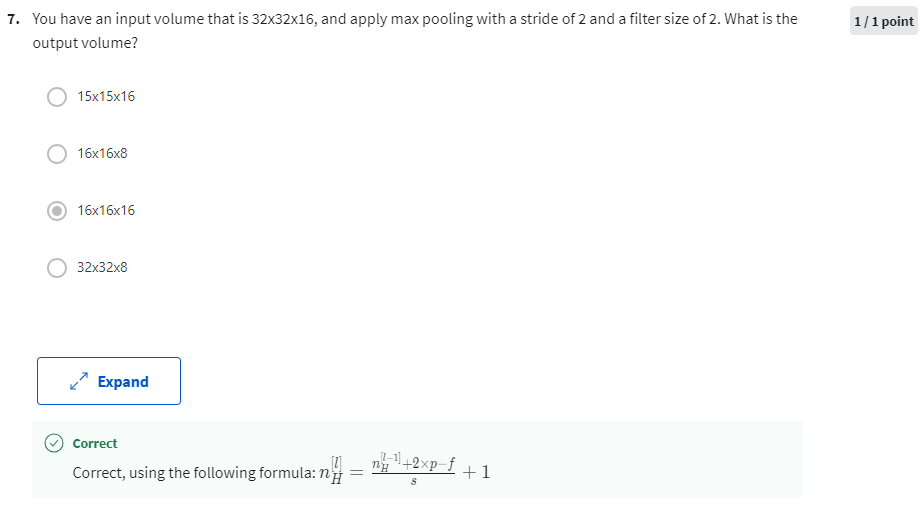 7. You have an input volume that is 32x32x16, and apply max pooling with a stride of 2 and a filter size of 2. What is the
output volume?
1 / 1 point
15x15x16
16x16x8
16x16x16
32x32x8
Expand
Correct
Correct, using the following formula: $n_H^{[l]} = \frac{n_H^{[l-1]}+2\times p-f}{s}+1$